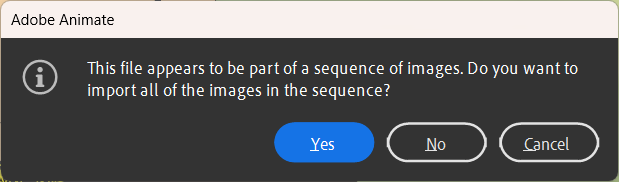 Adobe Animate
This file appears to be part of a sequence of images. Do you want to
import all of the images in the sequence?
Yes
No
Cancel